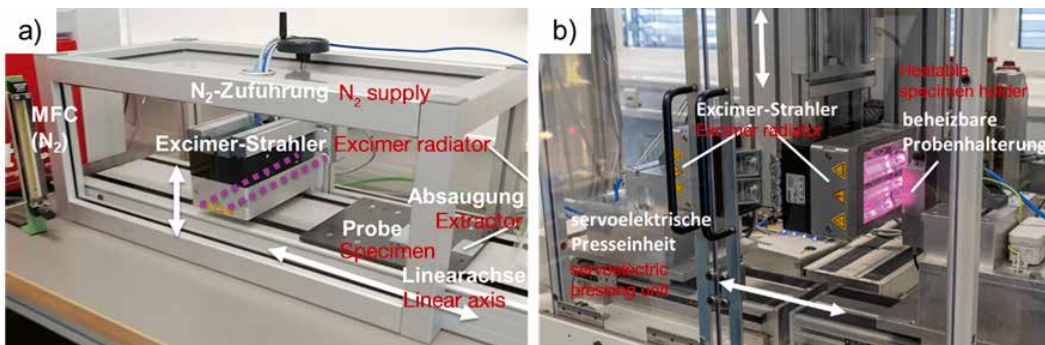 a)
N₂-Zuführung N₂ supply
MFC
(N₂)
Excimer-Strahler Excimer radiator
Absaugung
Extractor
Probe
Specimen
Linearachse
Linear axis
b)
Heatable
specimen holder
Excimer-Strahler
Excimer radiator
beheizbare
Probenhalterung
servoelektrische
Presseinheit
servoelectric
pressing unit